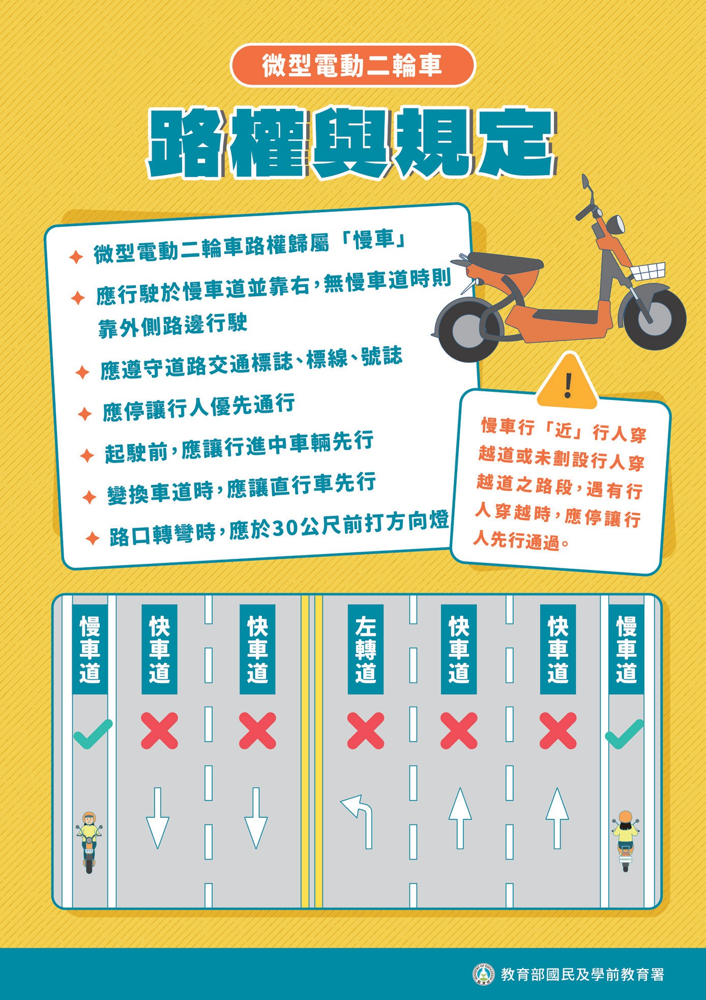 微型電動二輪車
路權與規定
微型電動二輪車路權歸屬「慢車」
應行駛於慢車道並靠右,無慢車道時則
靠外側路邊行駛
應遵守道路交通標誌、標線、號誌
應停讓行人優先通行
起駛前,應讓行進中車輛先行
變換車道時,應讓直行車先行
路口轉彎時,應於30公尺前打方向燈
!
慢車行「近」行人穿
越道或未劃設行人穿
越道之路段,遇有行
人穿越時,應停讓行
人先行通過。
慢車道
快車道
快車道
左轉道
快車道
快車道
慢車道
AA00001
MINISTRY OF EDUCATION
教育部
教育部國民及學前教育署